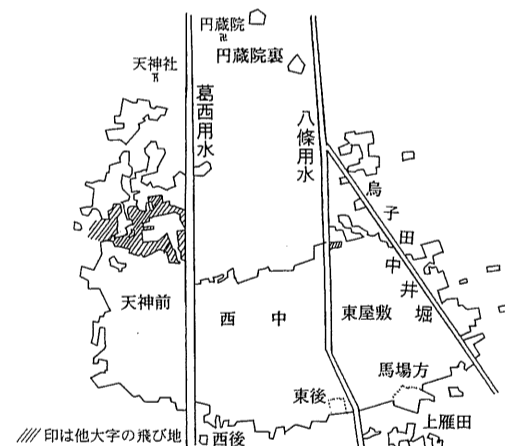 円蔵院
卍
円蔵院裏
天神社
葛西用水
八條用水
烏子田中井堀
天神前
西中
東屋敷
馬場方
東後
上雁田
西後
印は他大字の飛び地